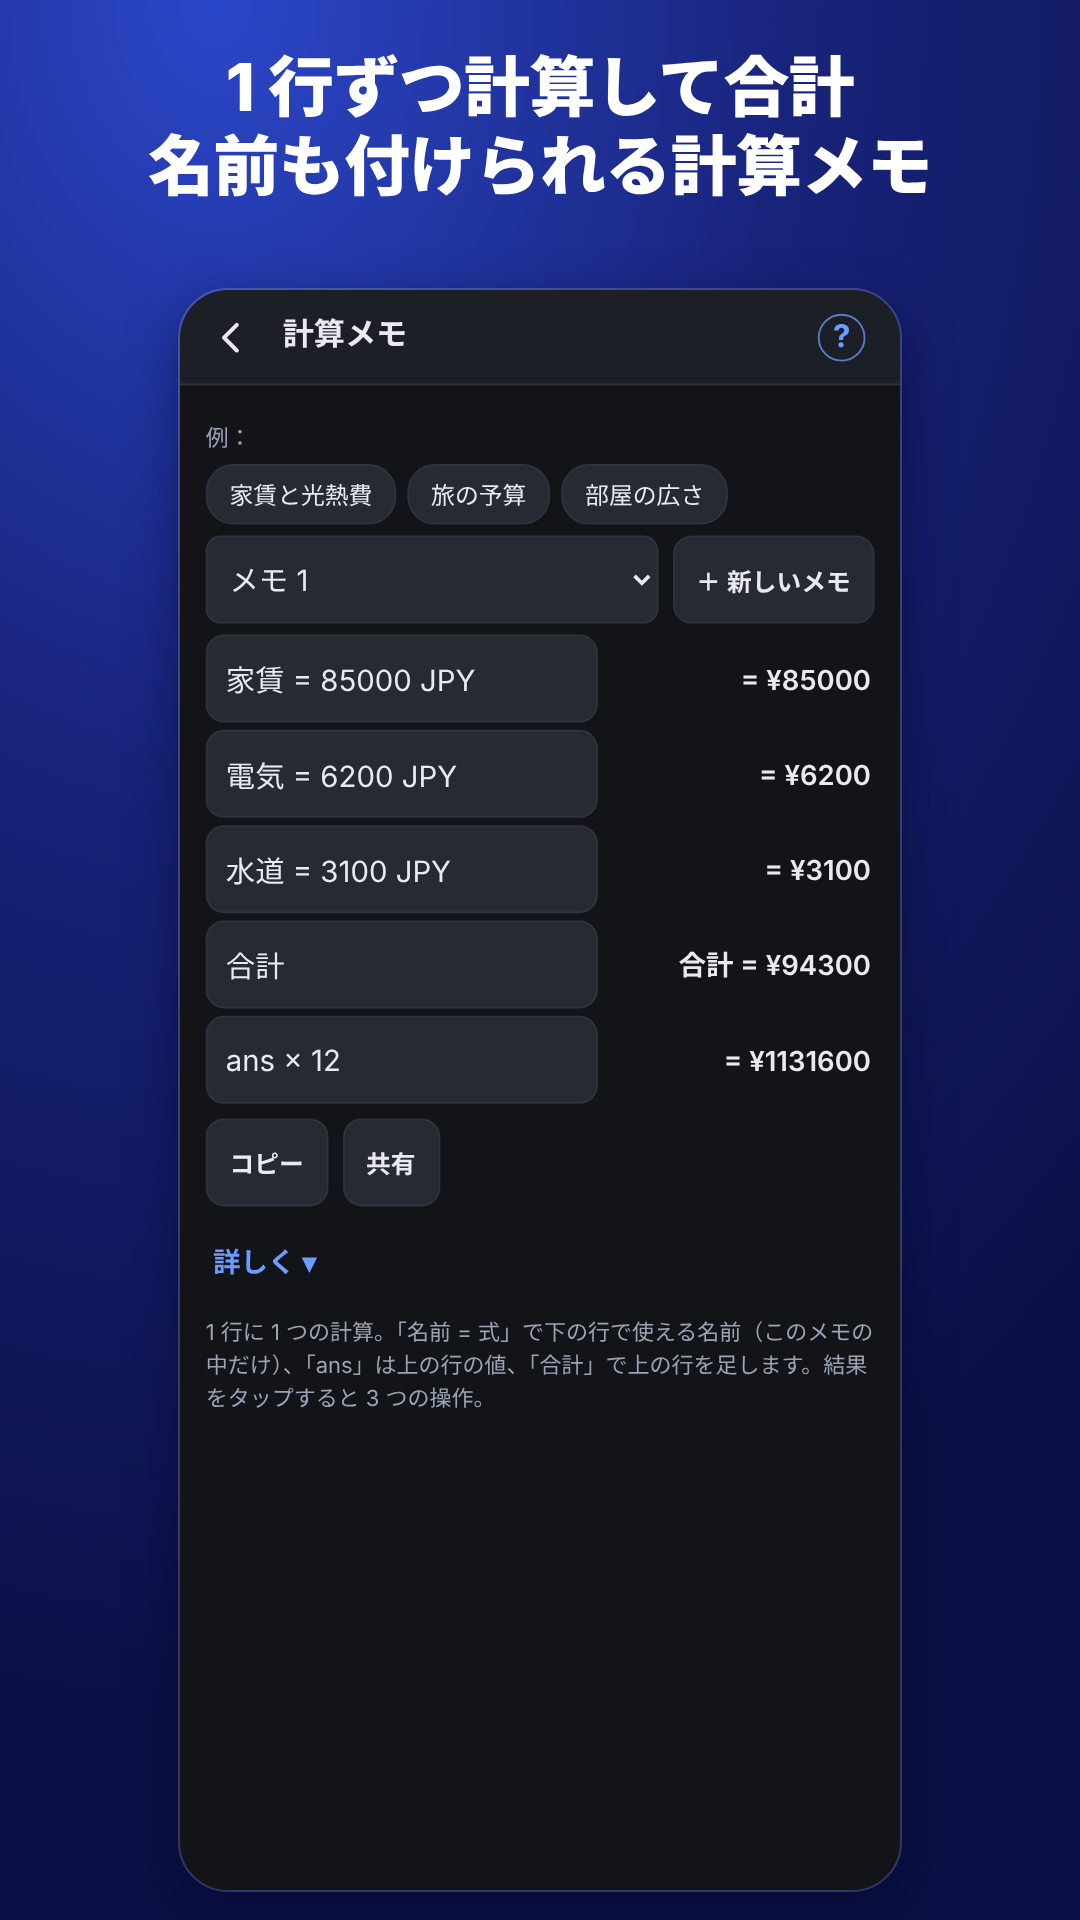 1行ずつ計算して合計
名前も付けられる計算メモ
計算メモ
?
例：
家賃と光熱費
旅の予算
部屋の広さ
メモ 1
＋ 新しいメモ
家賃 = 85000 JPY
= ¥85000
電気 = 6200 JPY
= ¥6200
水道 = 3100 JPY
= ¥3100
合計
合計 = ¥94300
ans × 12
= ¥1131600
コピー
共有
詳しく ▾
1 行に 1 つの計算。「名前 = 式」で下の行で使える名前（このメモの
中だけ）、「ans」は上の行の値、「合計」で上の行を足します。結果
をタップすると 3 つの操作。